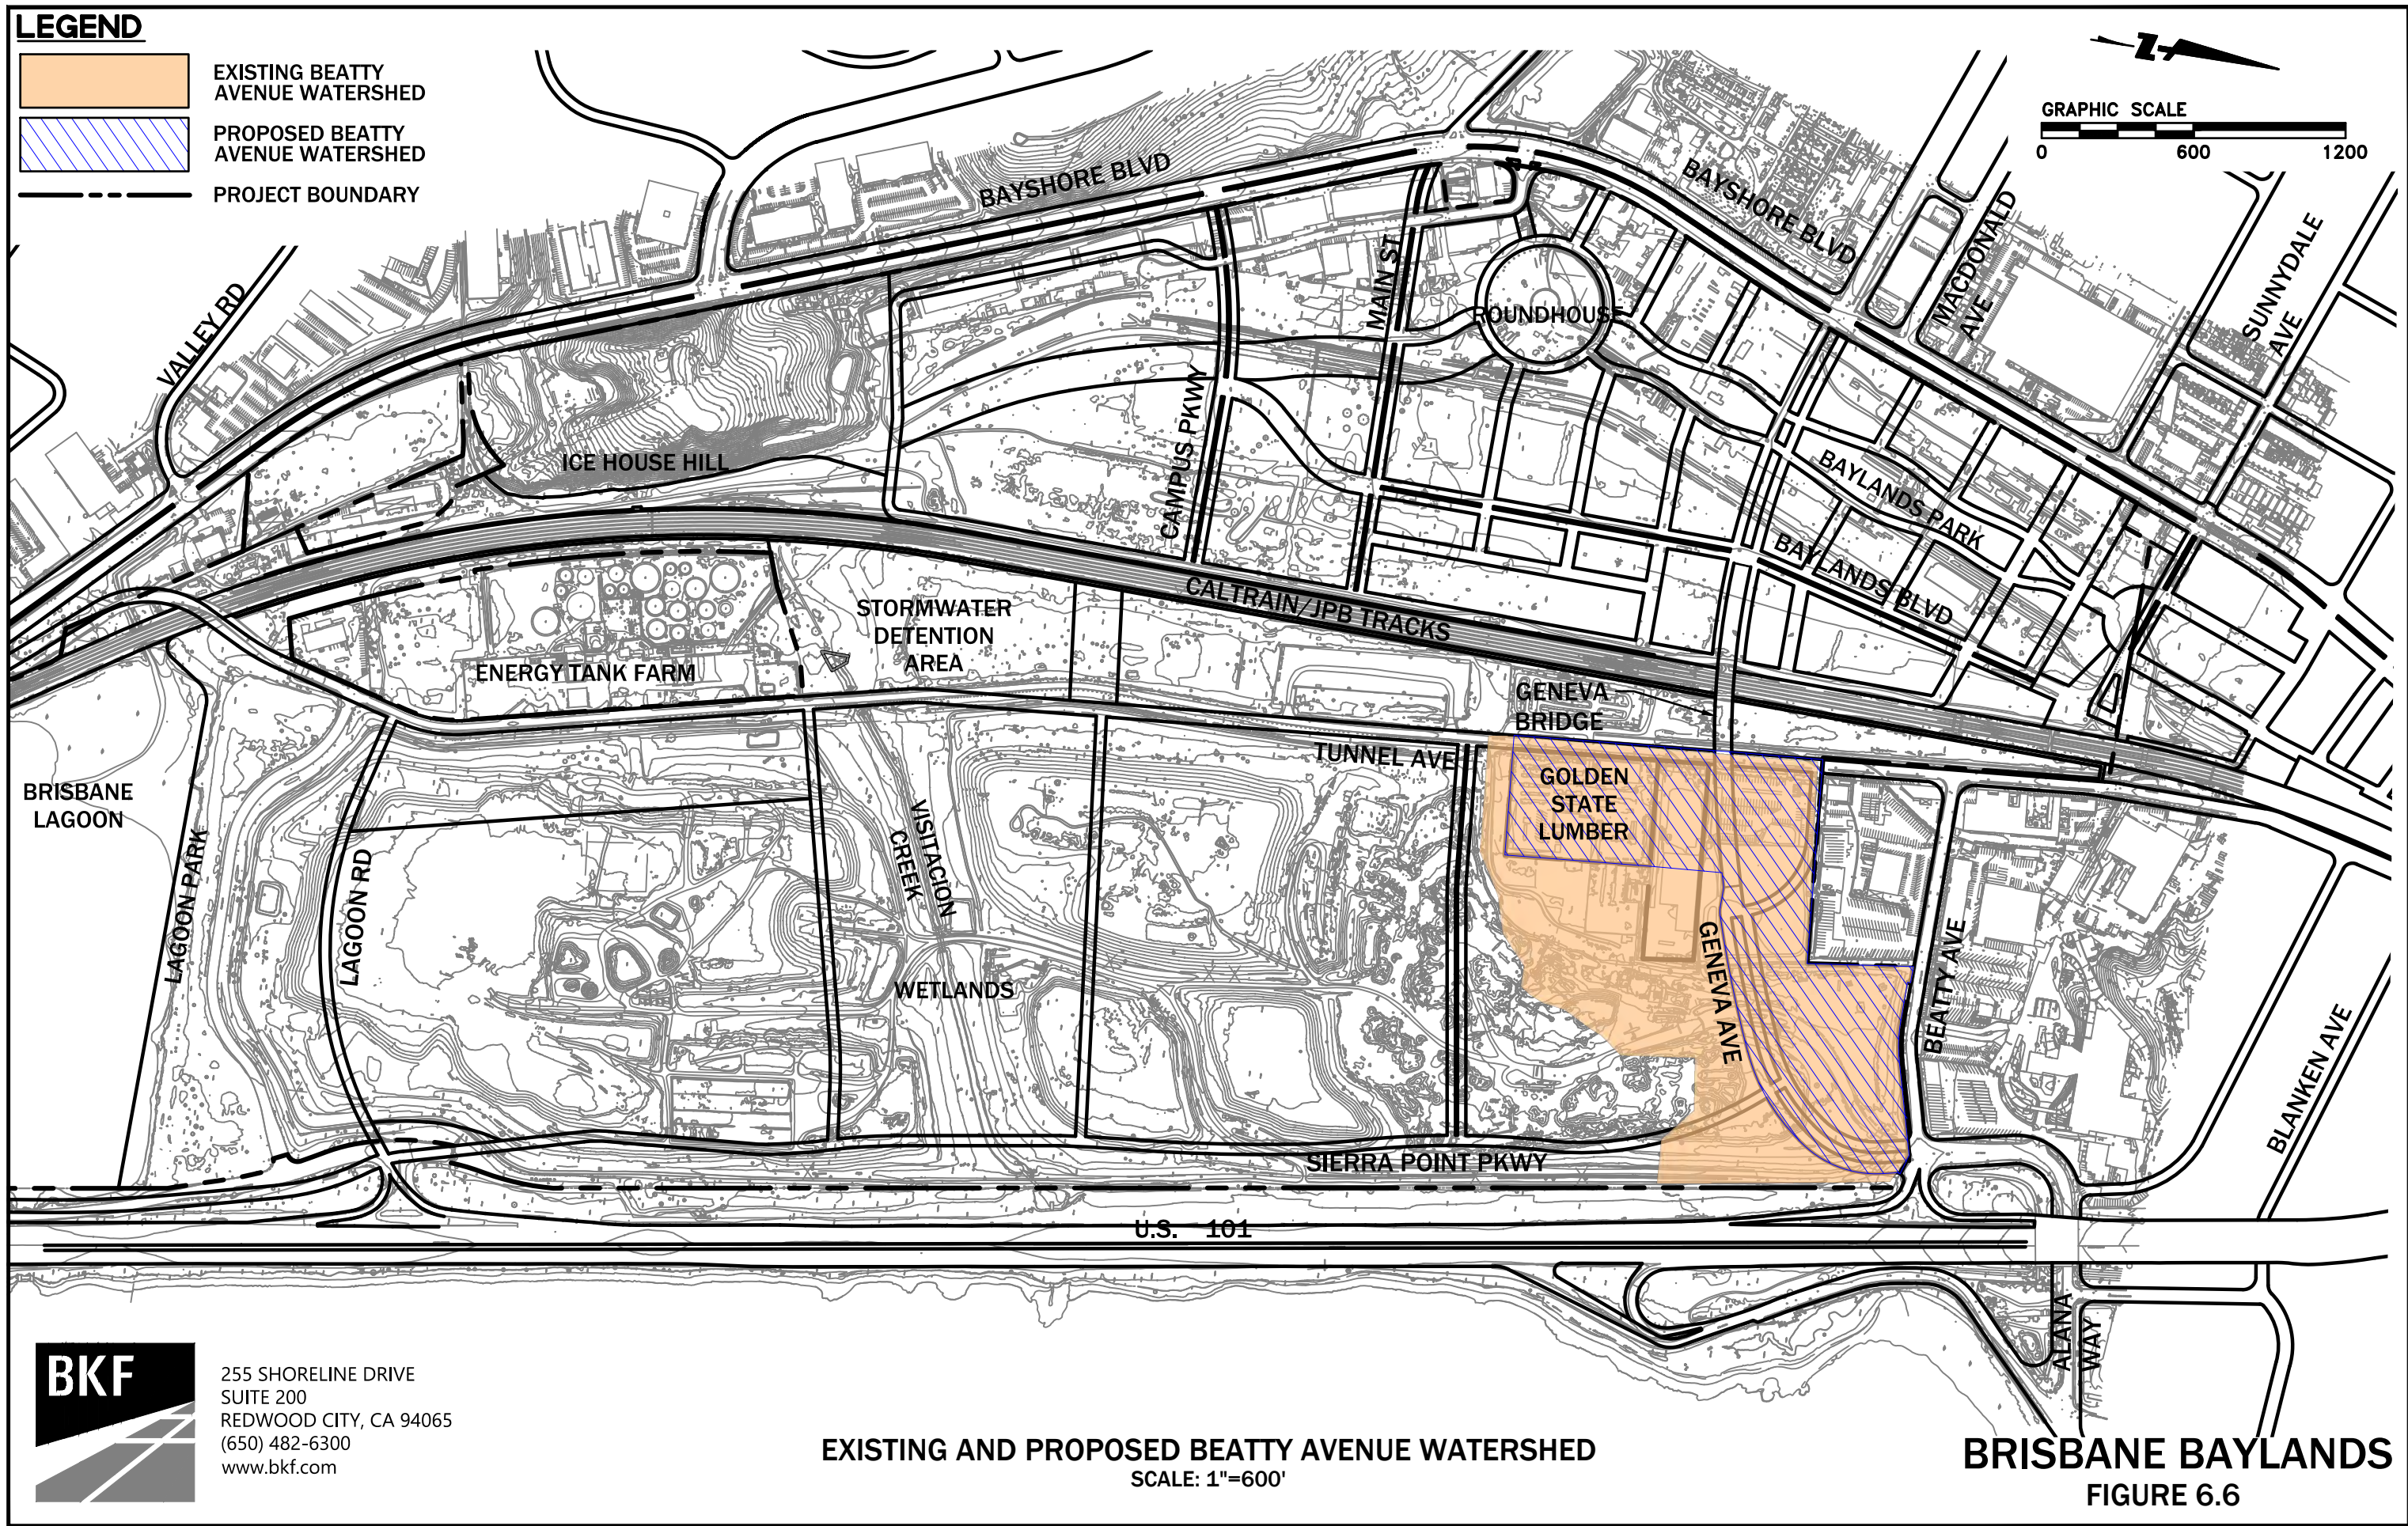 LEGEND
EXISTING BEATTY
AVENUE WATERSHED
PROPOSED BEATTY
AVENUE WATERSHED
PROJECT BOUNDARY
Z
GRAPHIC SCALE
0 600 1200
BAYSHORE BLVD
BAYSHORE BLVD
MACDONALD
AVE
SUNNYDALE
AVE
VALLEY RD
MAIN ST
ROUNDHOUSE
CAMPUS PKWY
ICE HOUSE HILL
BAYLANDS PARK
BAYLANDS BLVD
CALTRAIN/JPB TRACKS
STORMWATER
DETENTION
AREA
ENERGY TANK FARM
GENEVA
BRIDGE
TUNNEL AVE
GOLDEN
STATE
LUMBER
BRISBANE
LAGOON
LAGOON PARK
LAGOON RD
VISTACION
CREEK
WETLANDS
GENEVA AVE
BEATTY AVE
BLANKEN AVE
SIERRA POINT PKWY
U.S. 101
ALANA
WAY
BKF
255 SHORELINE DRIVE
SUITE 200
REDWOOD CITY, CA 94065
(650) 482-6300
www.bkf.com
EXISTING AND PROPOSED BEATTY AVENUE WATERSHED
SCALE: 1"=600'
BRISBANE BAYLANDS
FIGURE 6.6